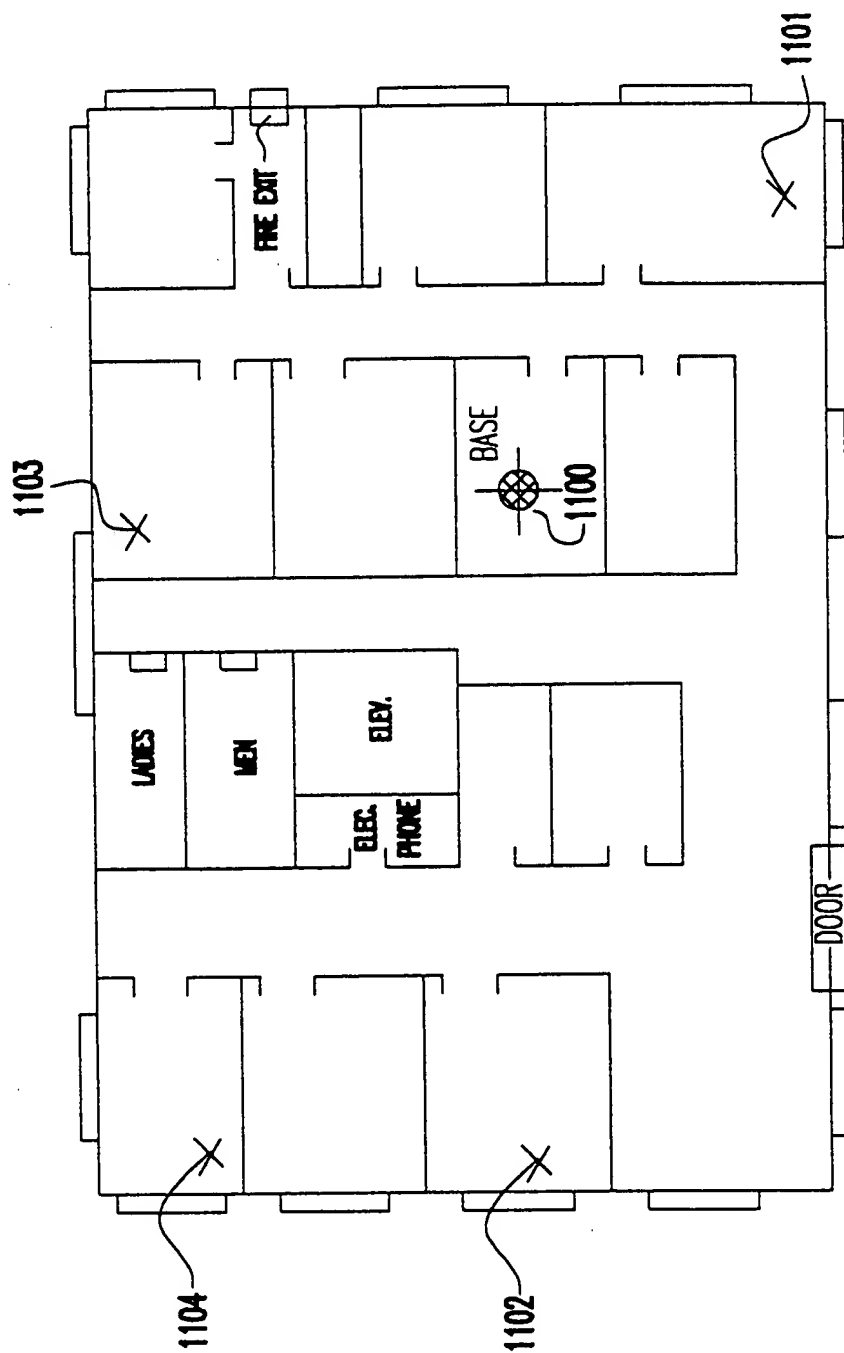 1101
FIRE EXIT
1103
BASE
1100
LADIES
MEN
ELEV.
ELEC.
PHONE
DOOR
1104
1102